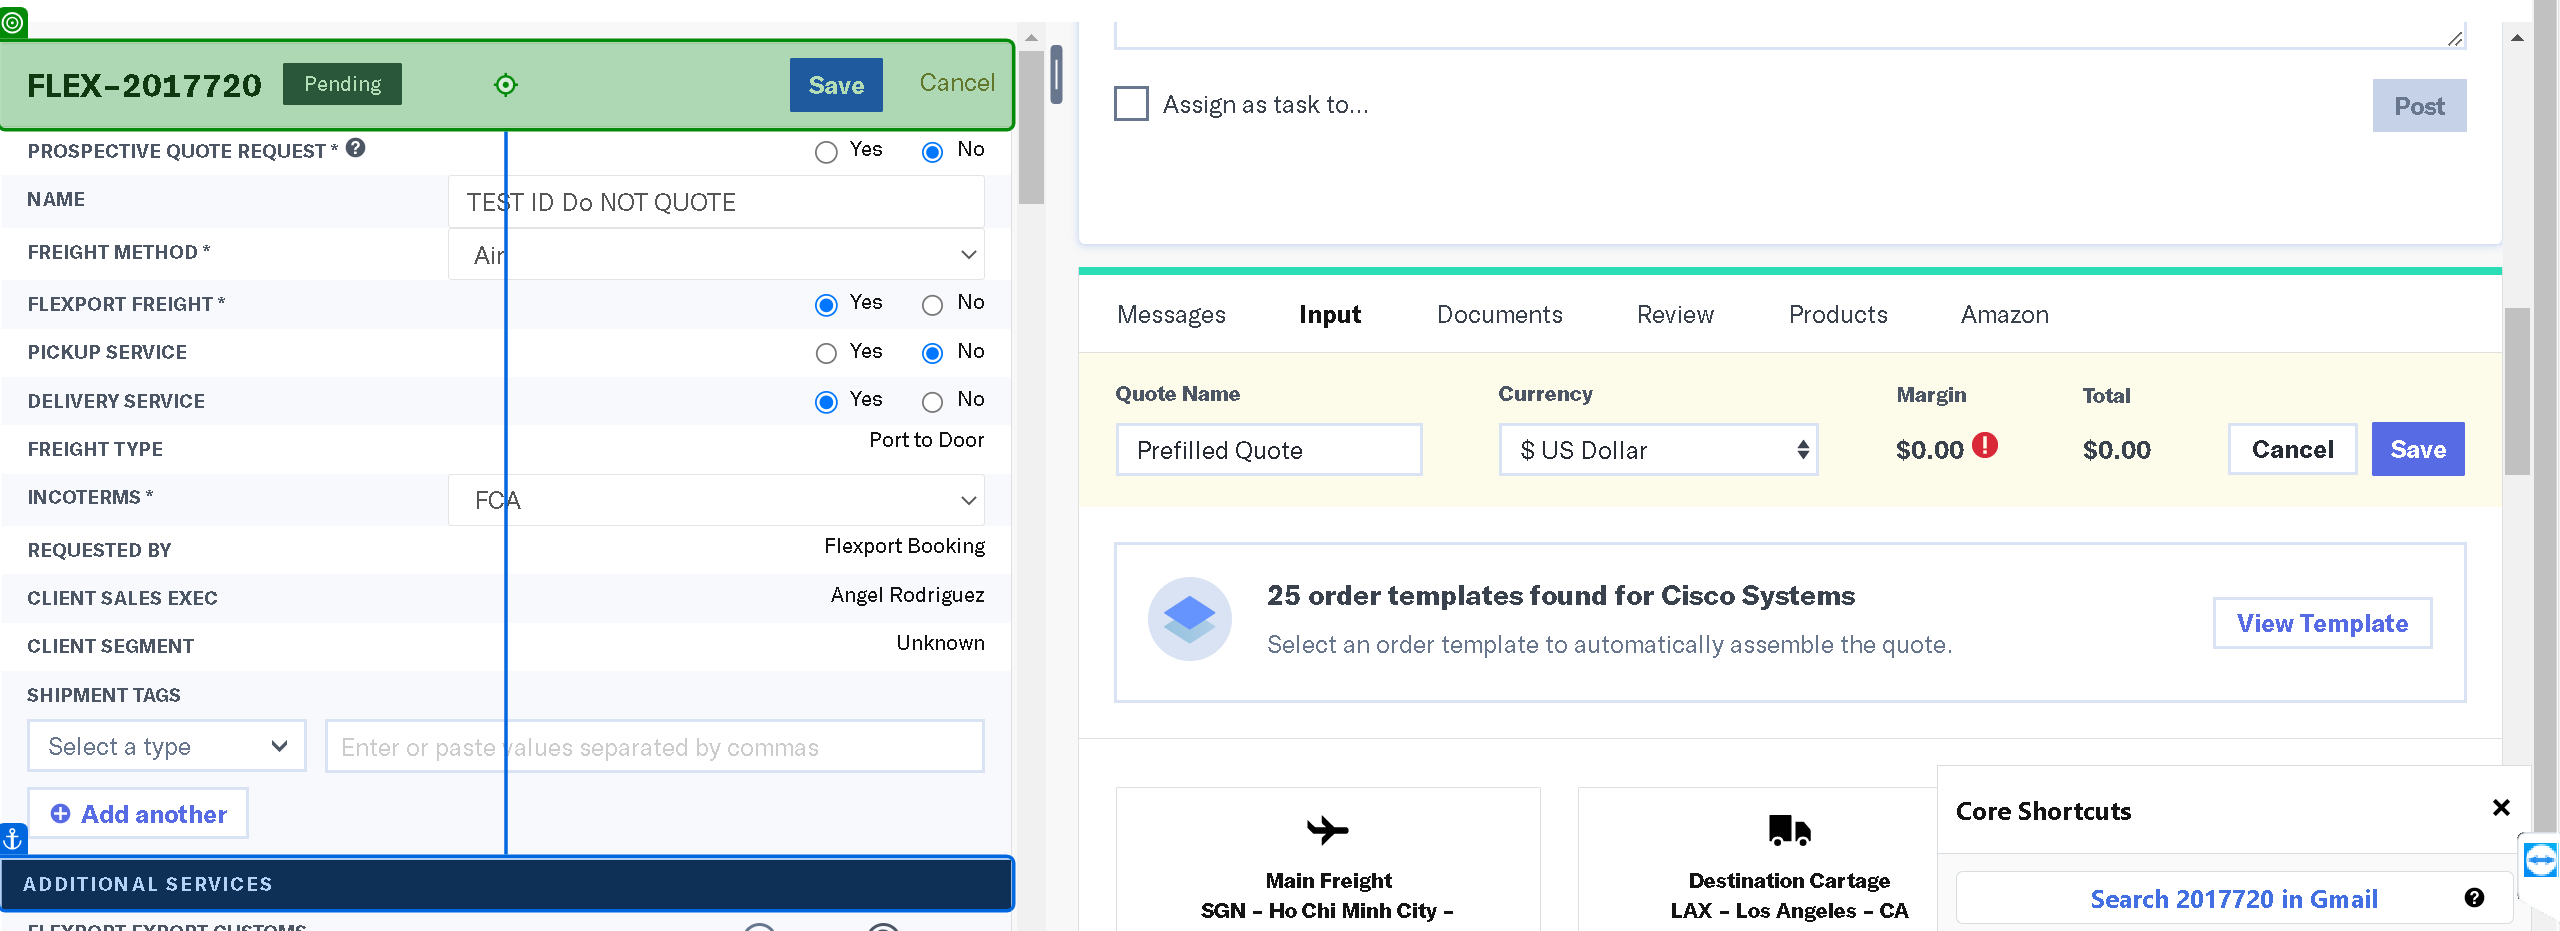 FLEX-2017720 Pending Save Cancel
PROSPECTIVE QUOTE REQUEST * Yes No
NAME TEST ID Do NOT QUOTE
FREIGHT METHOD * Air
FLEXPORT FREIGHT * Yes No
PICKUP SERVICE Yes No
DELIVERY SERVICE Yes No
FREIGHT TYPE Port to Door
INCOTERMS * FCA
REQUESTED BY Flexport Booking
CLIENT SALES EXEC Angel Rodriguez
CLIENT SEGMENT Unknown
SHIPMENT TAGS
Select a type Enter or paste values separated by commas
Add another
ADDITIONAL SERVICES
FLEXPORT EXPORT CUSTOMS
Assign as task to... Post
Messages Input Documents Review Products Amazon
Quote Name Currency Margin Total
Prefilled Quote $ US Dollar $0.00 $0.00 Cancel Save
25 order templates found for Cisco Systems
Select an order template to automatically assemble the quote.
View Template
Main Freight
SGN - Ho Chi Minh City -
Destination Cartage
LAX - Los Angeles - CA
Core Shortcuts
Search 2017720 in Gmail